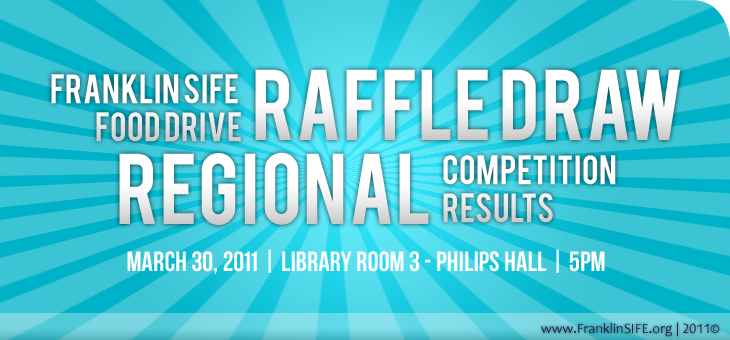 FRANKLIN SIFE FOOD DRIVE RAFFLE DRAW
REGIONAL COMPETITION RESULTS
MARCH 30, 2011 | LIBRARY ROOM 3 - PHILIPS HALL | 5PM
www.FranklinSIFE.org | 2011©